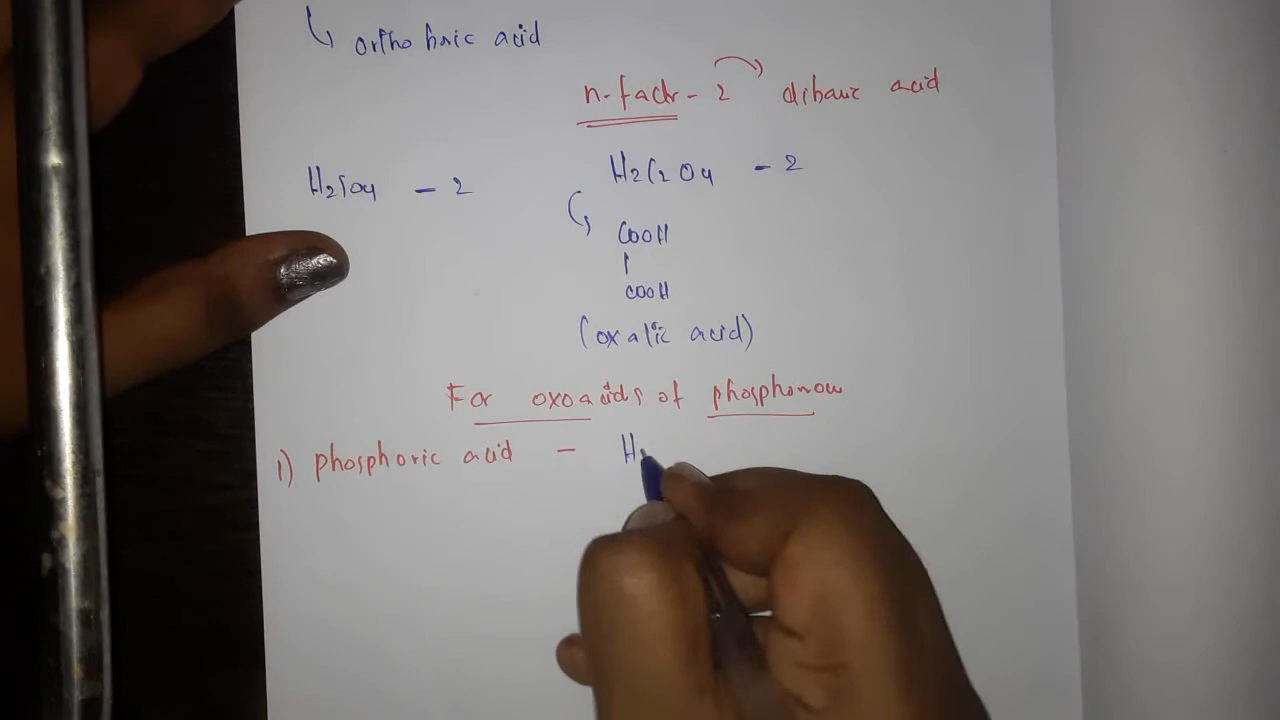 ortho boric acid
n-factr - 2 dibasic acid
H2SO4 - 2 H2C2O4 - 2
COOH
|
COOH
(oxalic acid)
For oxoacids of phosphorous
1) phosphoric acid - H